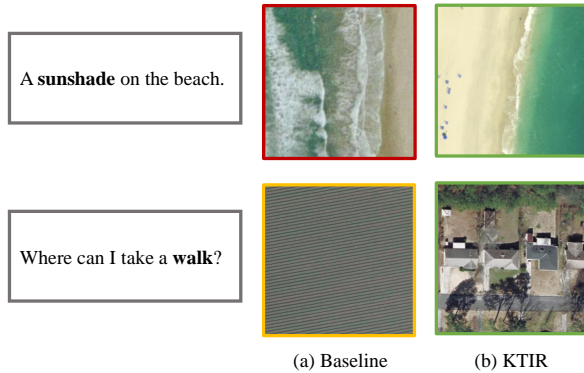 A sunshade on the beach.
Where can I take a walk?
(a) Baseline
(b) KTIR